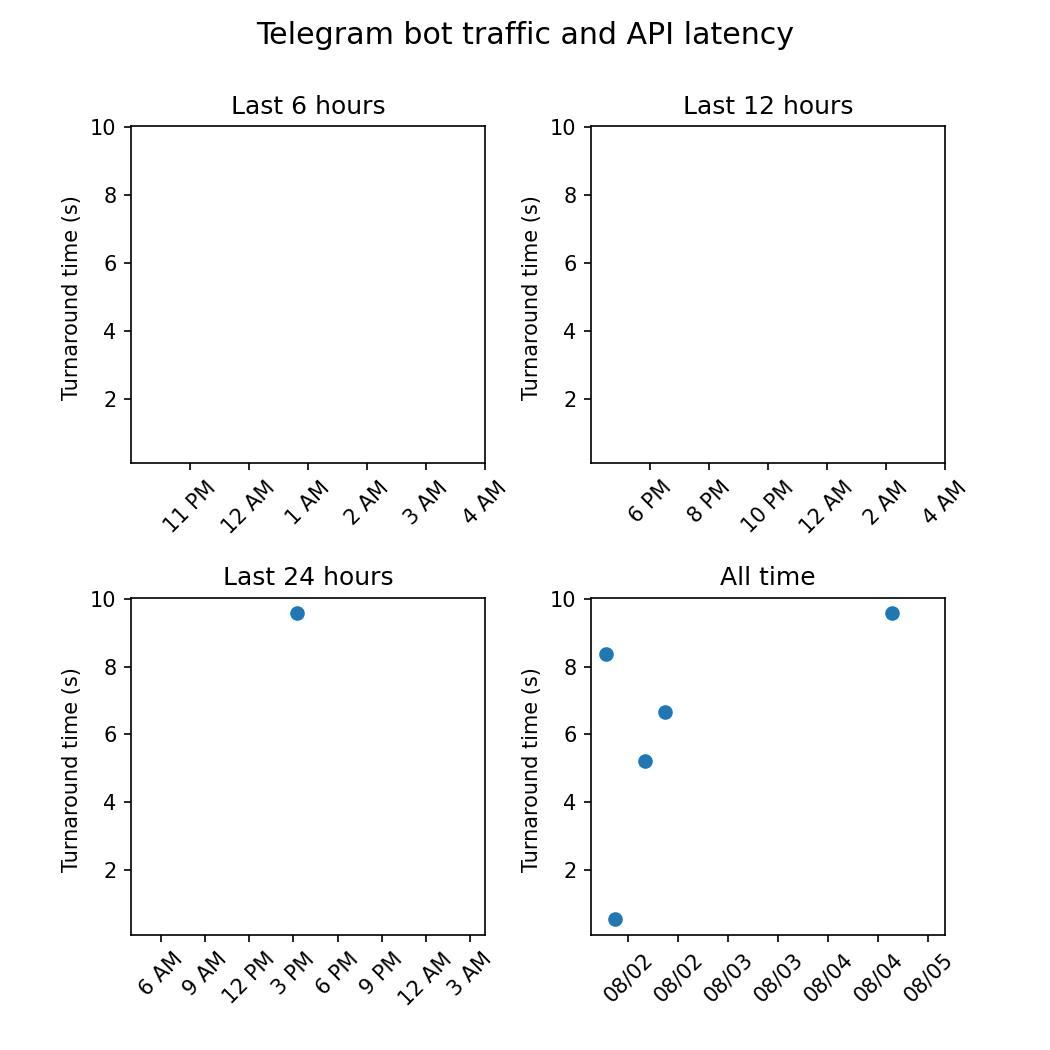 Telegram bot traffic and API latency
Last 6 hours
10
8
6
4
2
Turnaround time (s)
11 PM
12 AM
1 AM
2 AM
3 AM
4 AM
Last 12 hours
10
8
6
4
2
Turnaround time (s)
6 PM
8 PM
10 PM
12 AM
2 AM
4 AM
Last 24 hours
10
8
6
4
2
Turnaround time (s)
6 AM
9 AM
12 PM
3 PM
6 PM
9 PM
12 AM
3 AM
All time
10
8
6
4
2
Turnaround time (s)
08/02
08/02
08/03
08/03
08/04
08/04
08/05